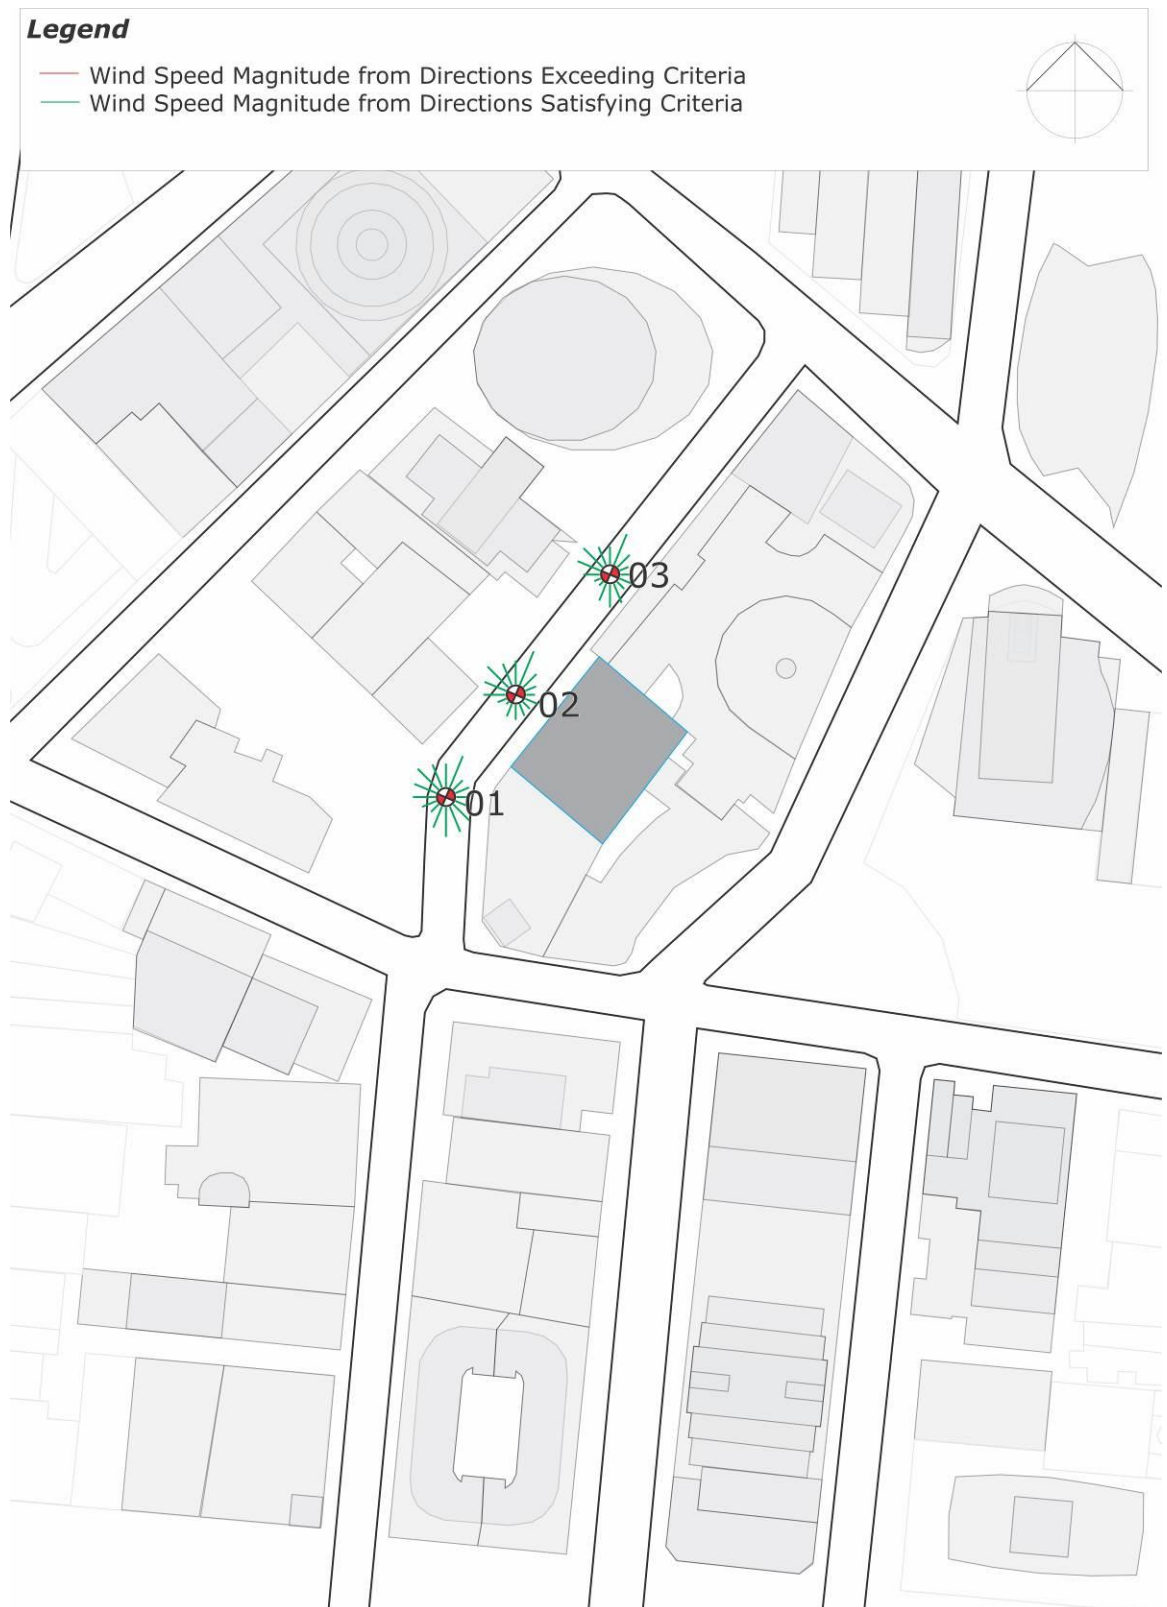 Legend
Wind Speed Magnitude from Directions Exceeding Criteria
Wind Speed Magnitude from Directions Satisfying Criteria
03
02
01